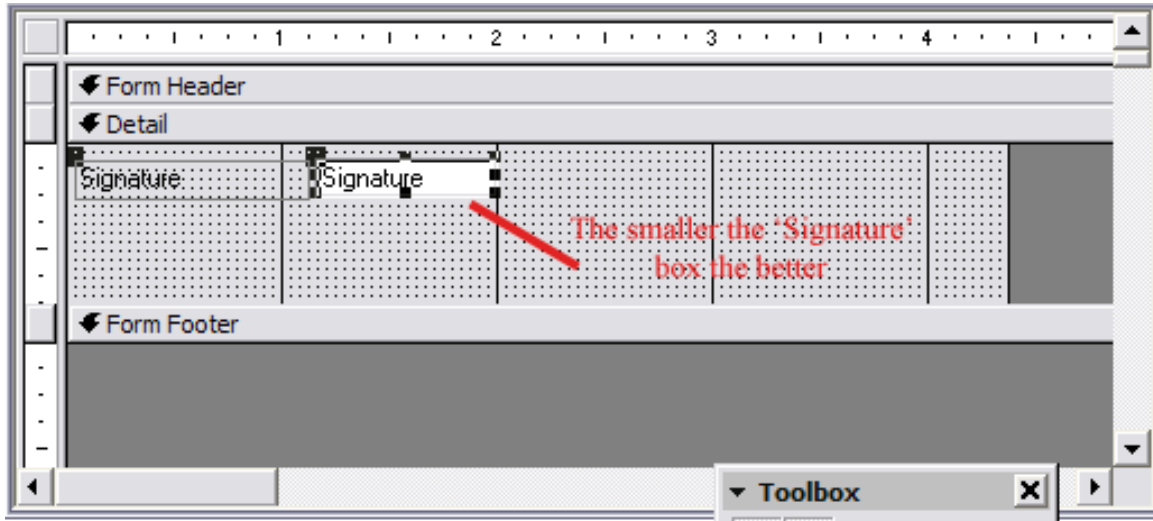 1 2 3 4
Form Header
Detail
Signature Signature
The smaller the ‘Signature’
box the better
Form Footer
Toolbox